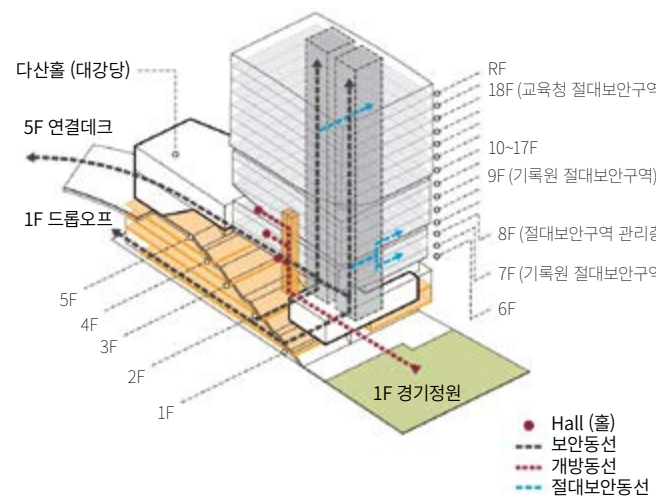 다산홀 (대강당)
5F 연결데크
1F 드롭오프
5F
4F
3F
2F
1F
RF
18F (교육청 절대보안구역
10~17F
9F (기록원 절대보안구역)
8F (절대보안구역 관리층
7F (기록원 절대보안구역
6F
1F 경기정원
Hall (홀)
보안동선
개방동선
절대보안동선